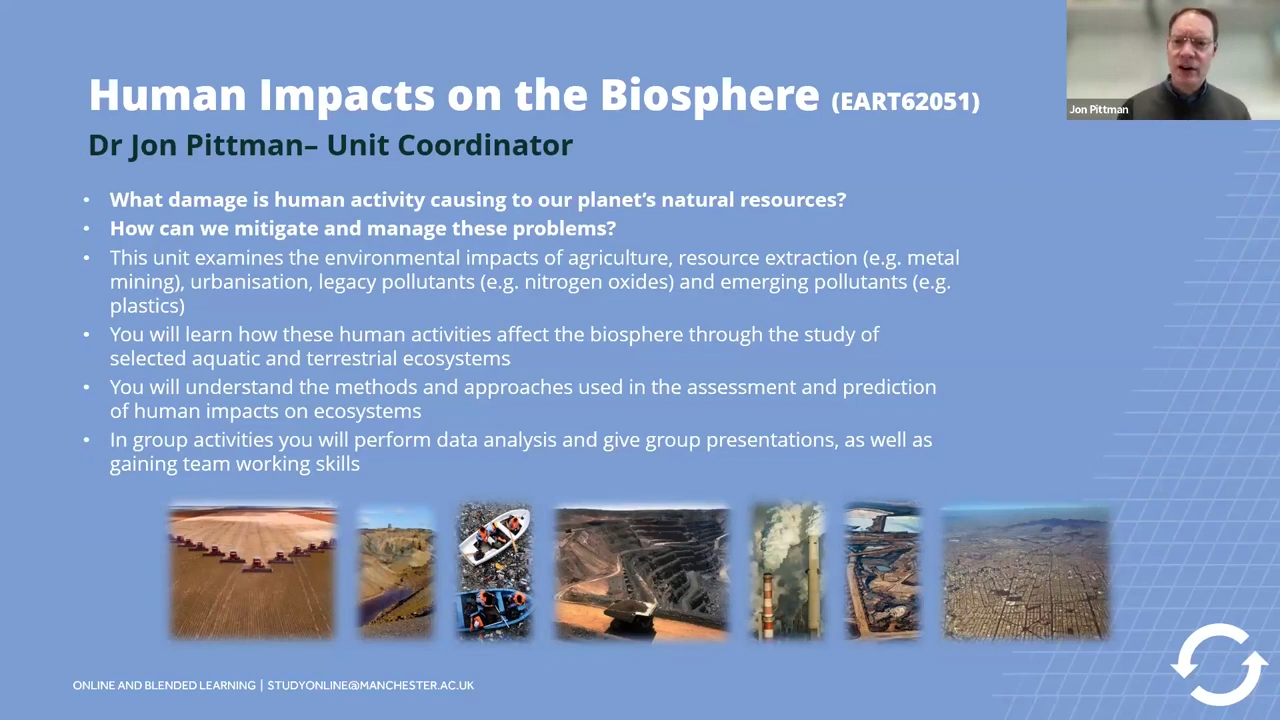 Human Impacts on the Biosphere (EART62051)
Jon Pittman
Dr Jon Pittman– Unit Coordinator
• What damage is human activity causing to our planet’s natural resources?
• How can we mitigate and manage these problems?
• This unit examines the environmental impacts of agriculture, resource extraction (e.g. metal
mining), urbanisation, legacy pollutants (e.g. nitrogen oxides) and emerging pollutants (e.g.
plastics)
• You will learn how these human activities affect the biosphere through the study of
selected aquatic and terrestrial ecosystems
• You will understand the methods and approaches used in the assessment and prediction
of human impacts on ecosystems
• In group activities you will perform data analysis and give group presentations, as well as
gaining team working skills
ONLINE AND BLENDED LEARNING | STUDYONLINE@MANCHESTER.AC.UK